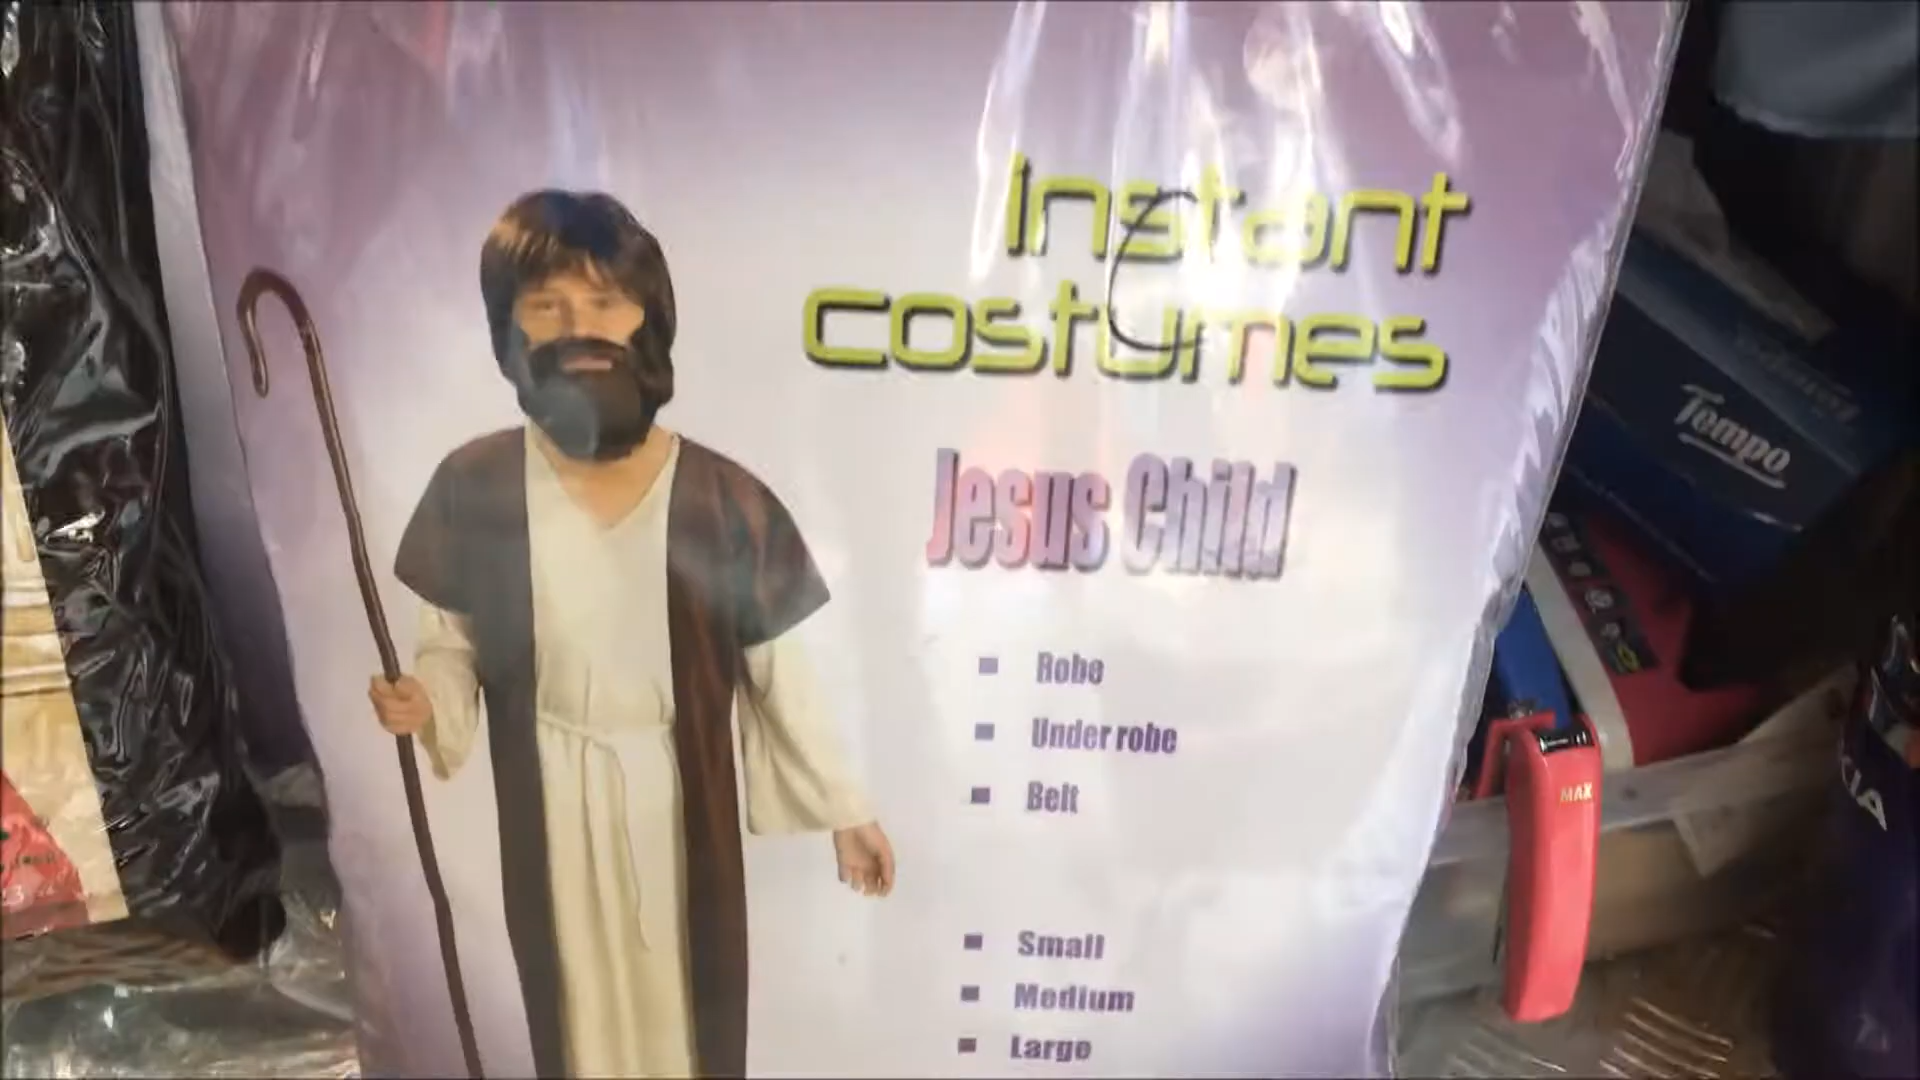 instant
costumes
Jesus Child
Robe
Under robe
Belt
Small
Medium
Large
Tempo
MAX